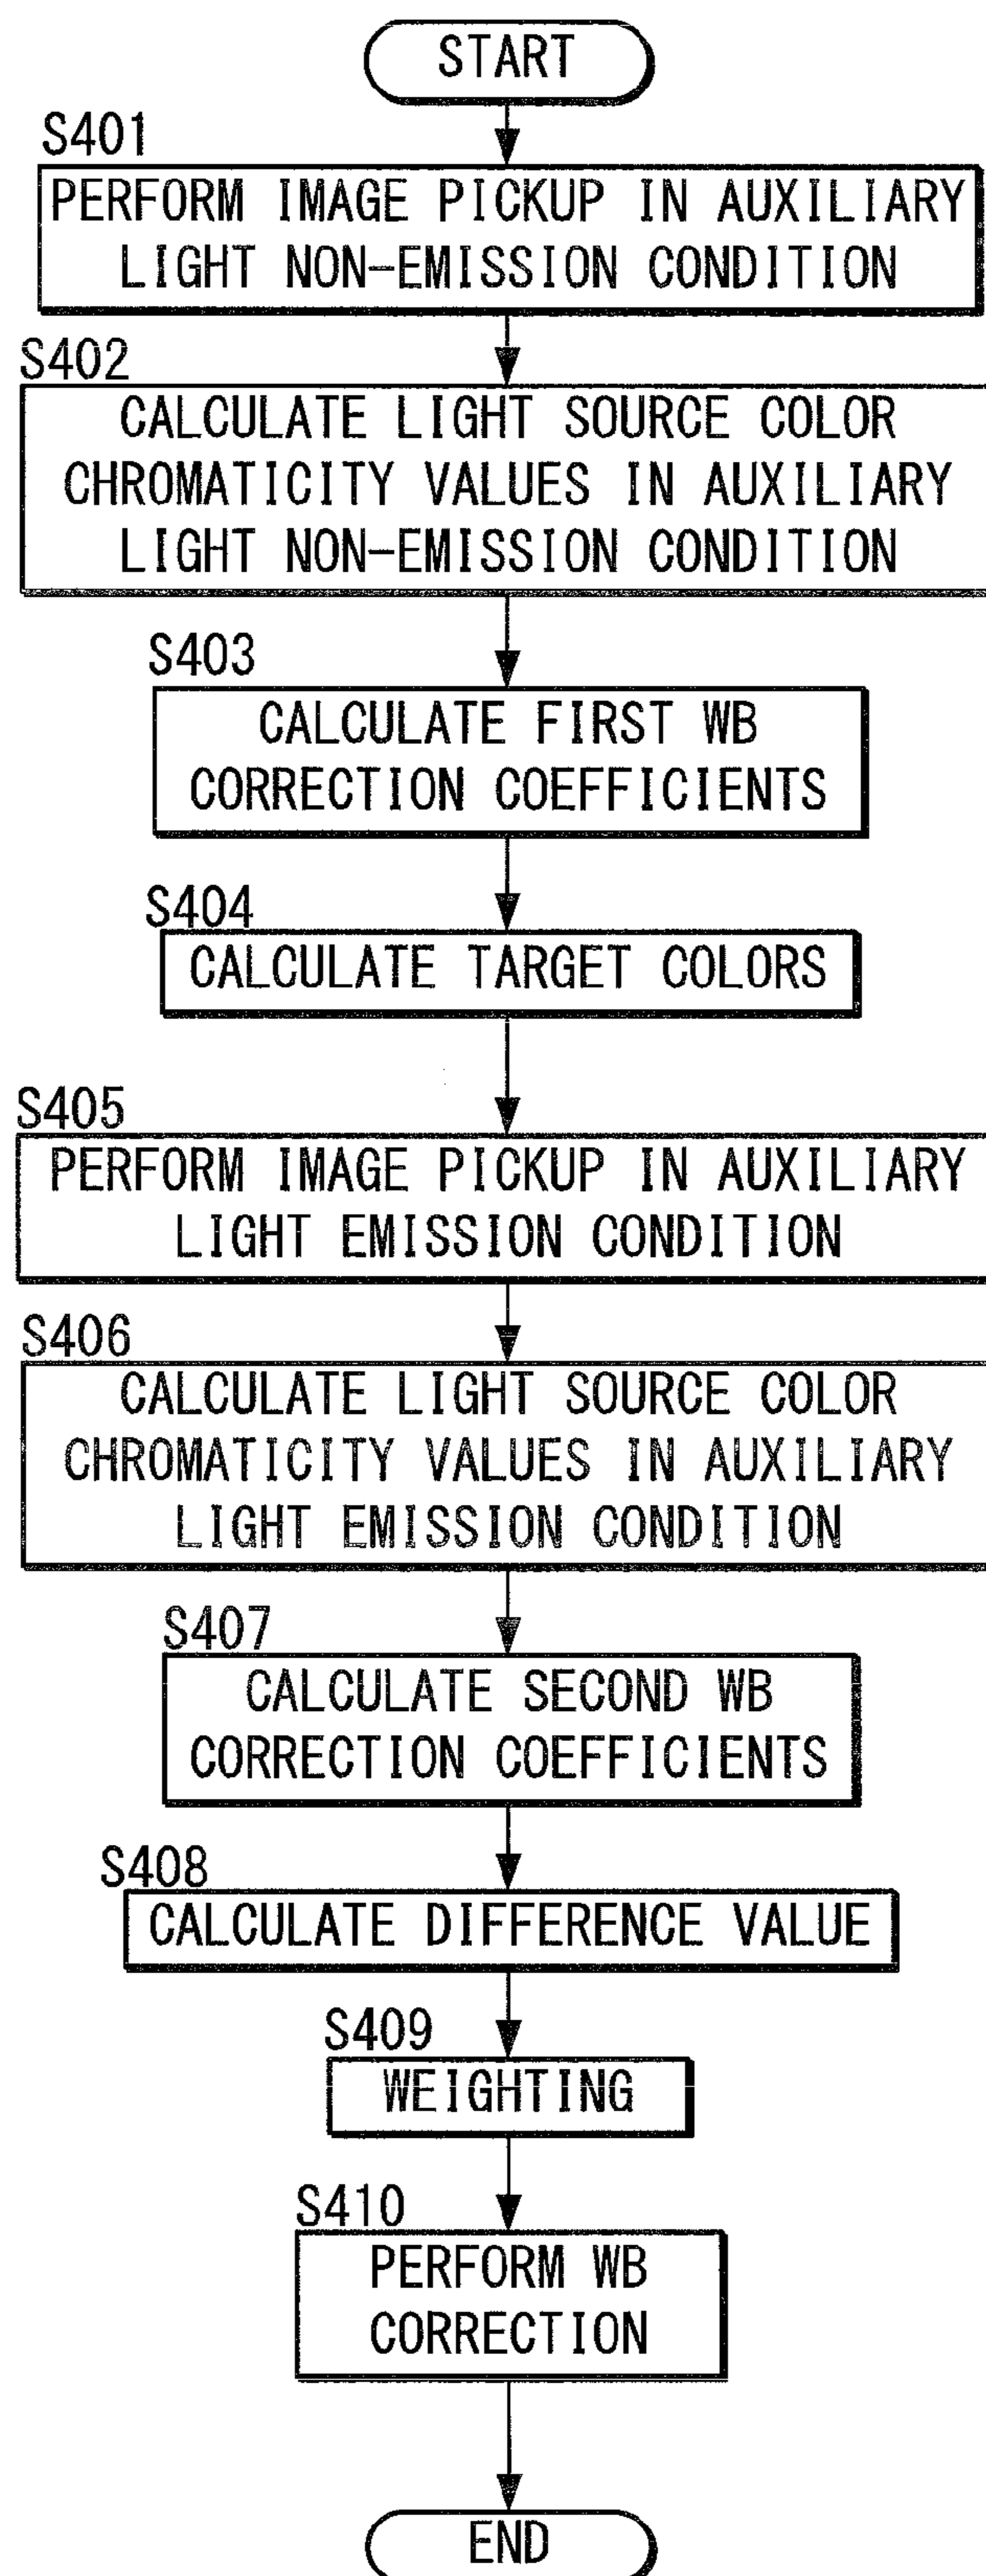 START
S401
PERFORM IMAGE PICKUP IN AUXILIARY
LIGHT NON-EMISSION CONDITION
S402
CALCULATE LIGHT SOURCE COLOR
CHROMATICITY VALUES IN AUXILIARY
LIGHT NON-EMISSION CONDITION
S403
CALCULATE FIRST WB
CORRECTION COEFFICIENTS
S404
CALCULATE TARGET COLORS
S405
PERFORM IMAGE PICKUP IN AUXILIARY
LIGHT EMISSION CONDITION
S406
CALCULATE LIGHT SOURCE COLOR
CHROMATICITY VALUES IN AUXILIARY
LIGHT EMISSION CONDITION
S407
CALCULATE SECOND WB
CORRECTION COEFFICIENTS
S408
CALCULATE DIFFERENCE VALUE
S409
WEIGHTING
S410
PERFORM WB
CORRECTION
END